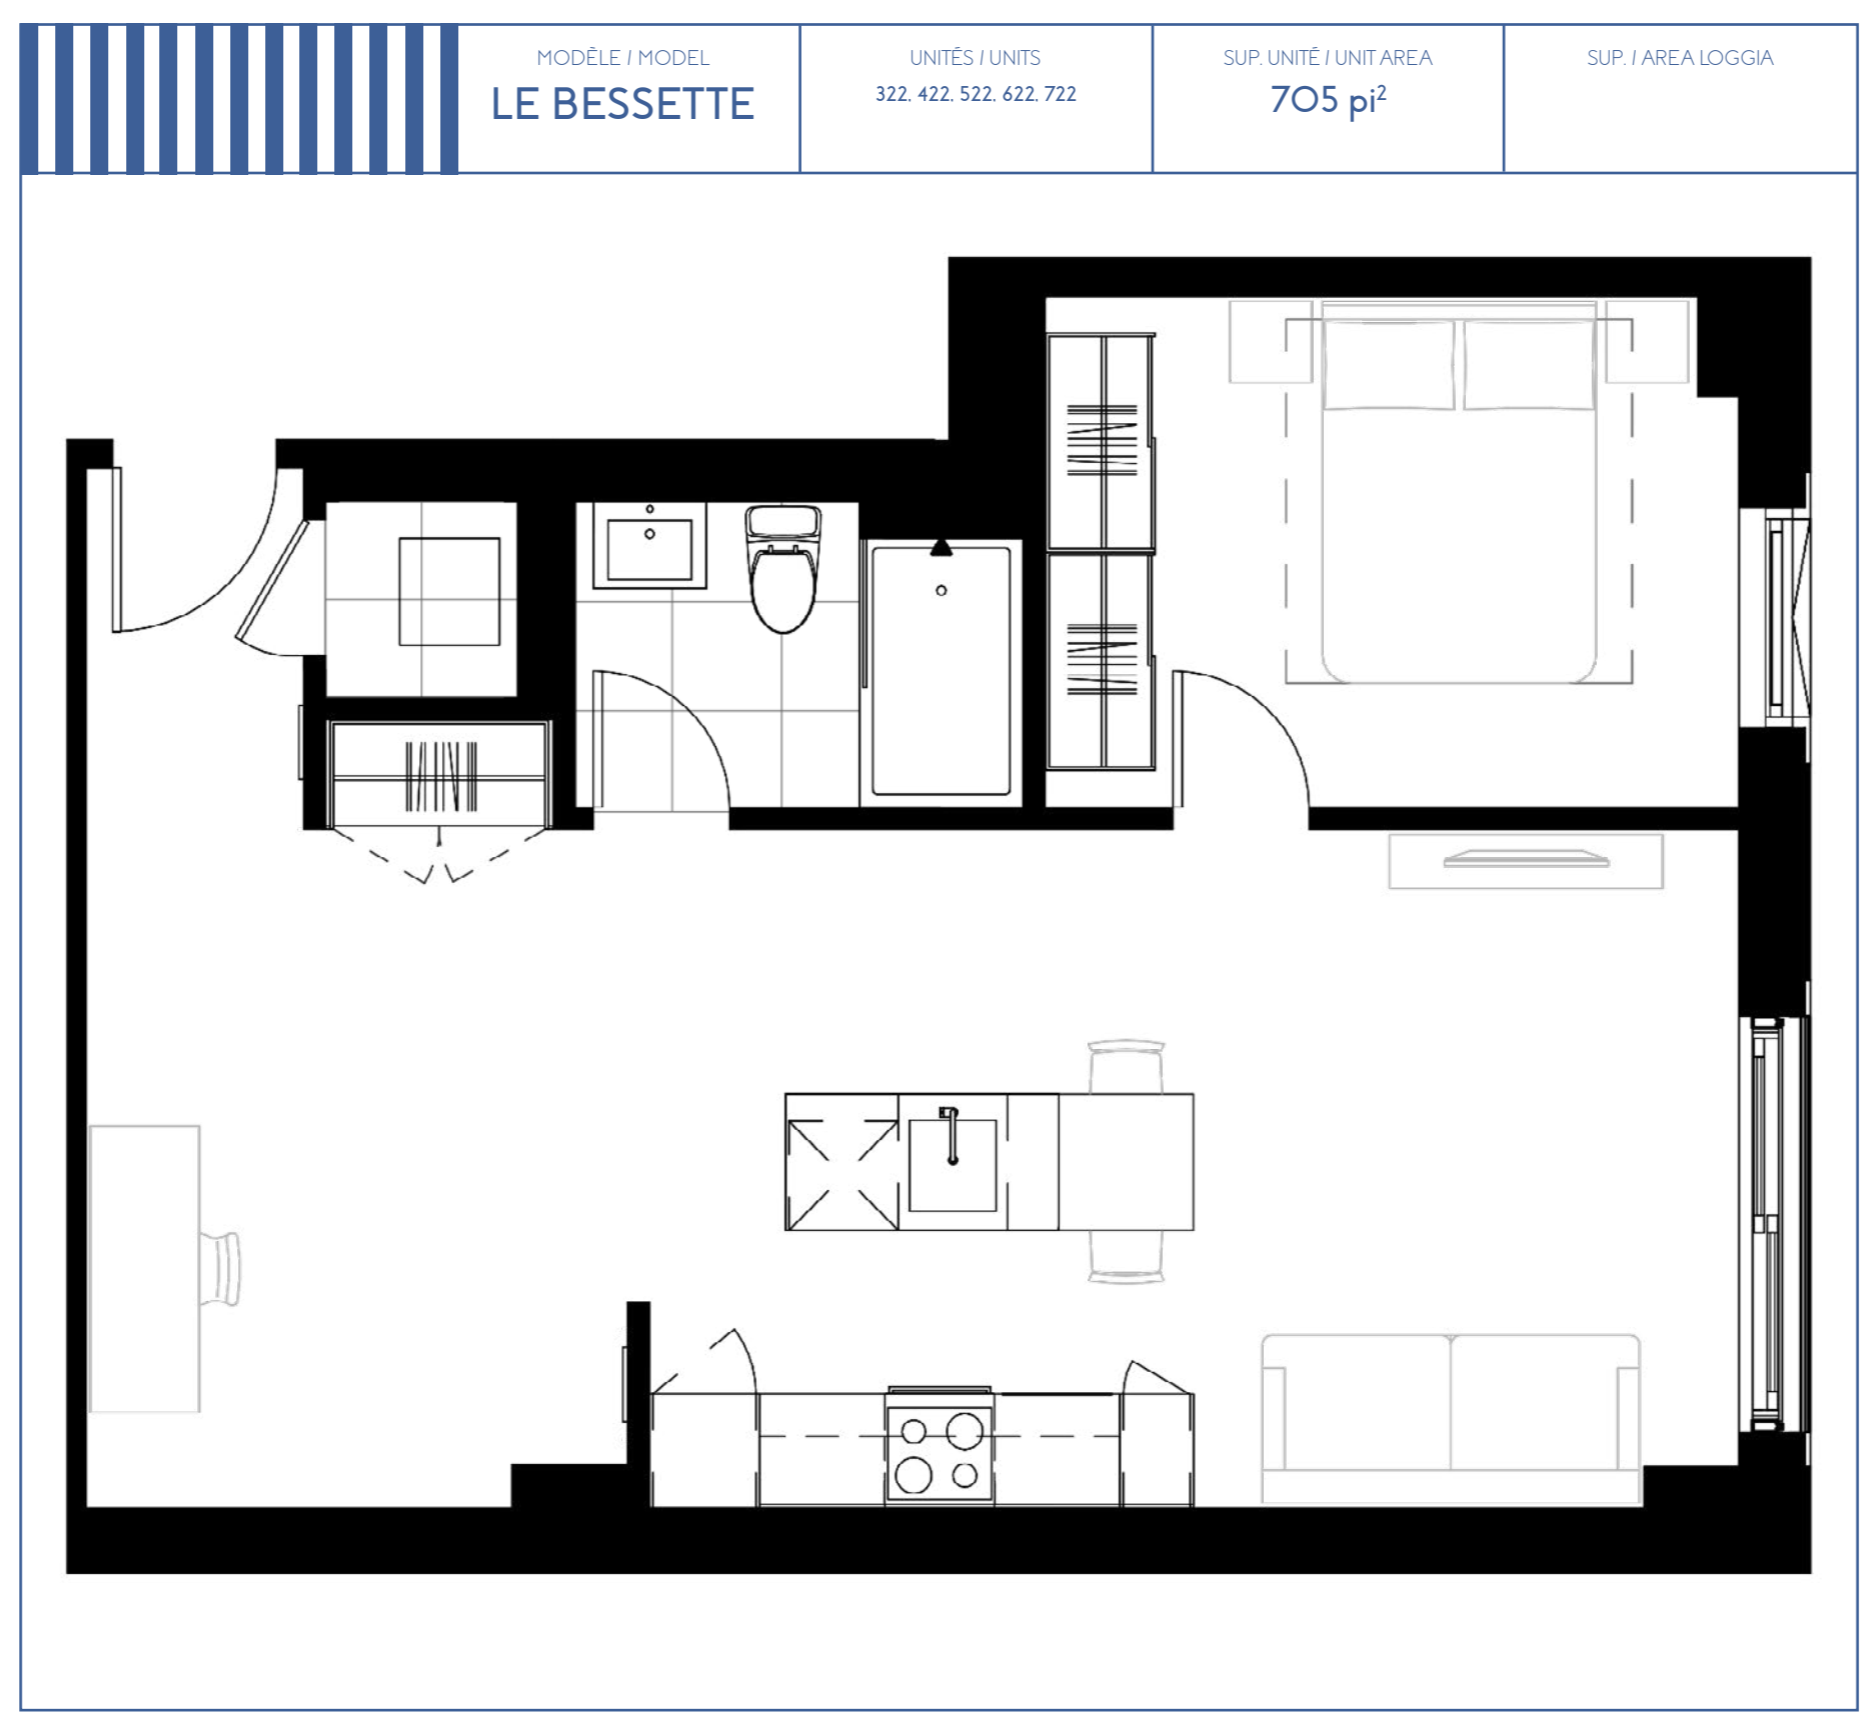 MODÈLE / MODEL
LE BESSETTE
UNITÉS / UNITS
322. 422. 522. 622. 722
SUP. UNITÉ / UNIT AREA
705 pi²
SUP. / AREA LOGGIA